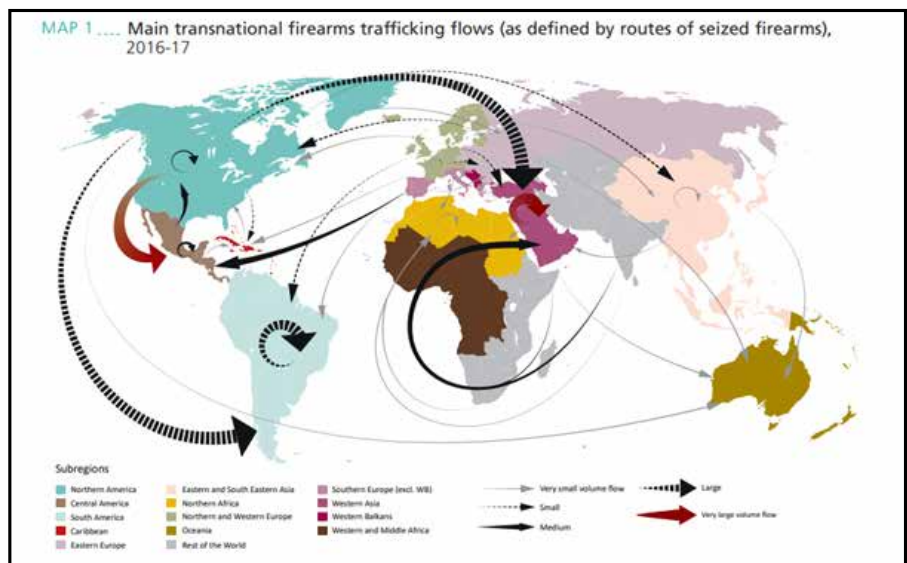 MAP 1 .... Main transnational firearms trafficking flows (as defined by routes of seized firearms),
2016-17
Subregions
Northern America
Central America
South America
Caribbean
Eastern Europe
Eastern and South Eastern Asia
Northern Africa
Northern and Western Europe
Oceania
Rest of the World
Southern Europe (excl. WB)
Western Asia
Western Balkans
Western and Middle Africa
Very small volume flow
Small
Medium
Large
Very large volume flow